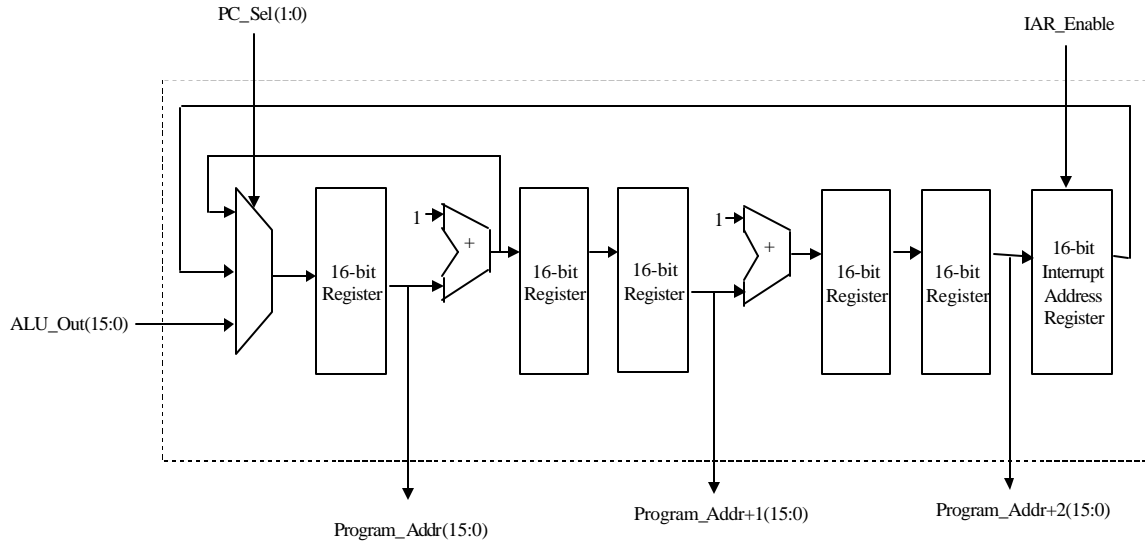 PC_Sel(1:0)
IAR_Enable
1
+
1
+
16-bit
Register
16-bit
Register
16-bit
Register
16-bit
Register
16-bit
Register
16-bit
Interrupt
Address
Register
ALU_Out(15:0)
Program_Addr(15:0)
Program_Addr+1(15:0)
Program_Addr+2(15:0)